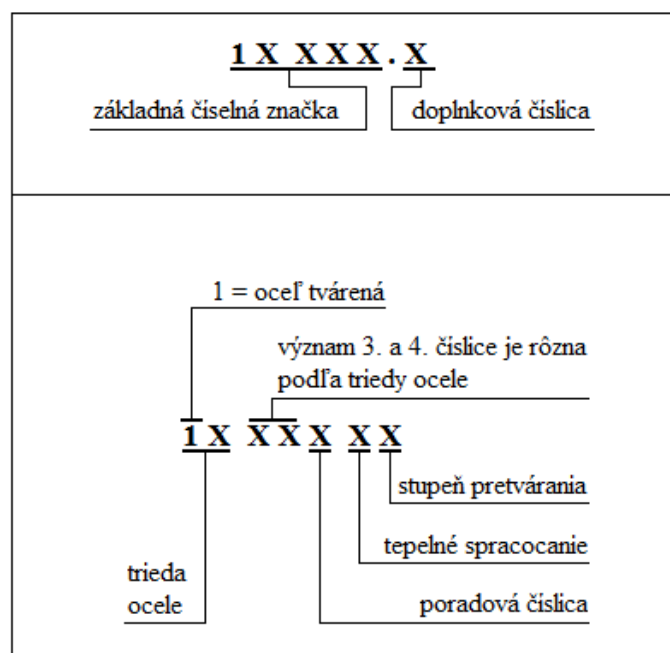 1 X X X X . X
základná číselná značka doplnková číslica
1 = oceľ tvárená
význam 3. a 4. číslice je rôzna
podľa triedy ocele
1 X X X X X X
stupeň pretvárania
tepelné spracocanie
trieda
ocele
poradová číslica